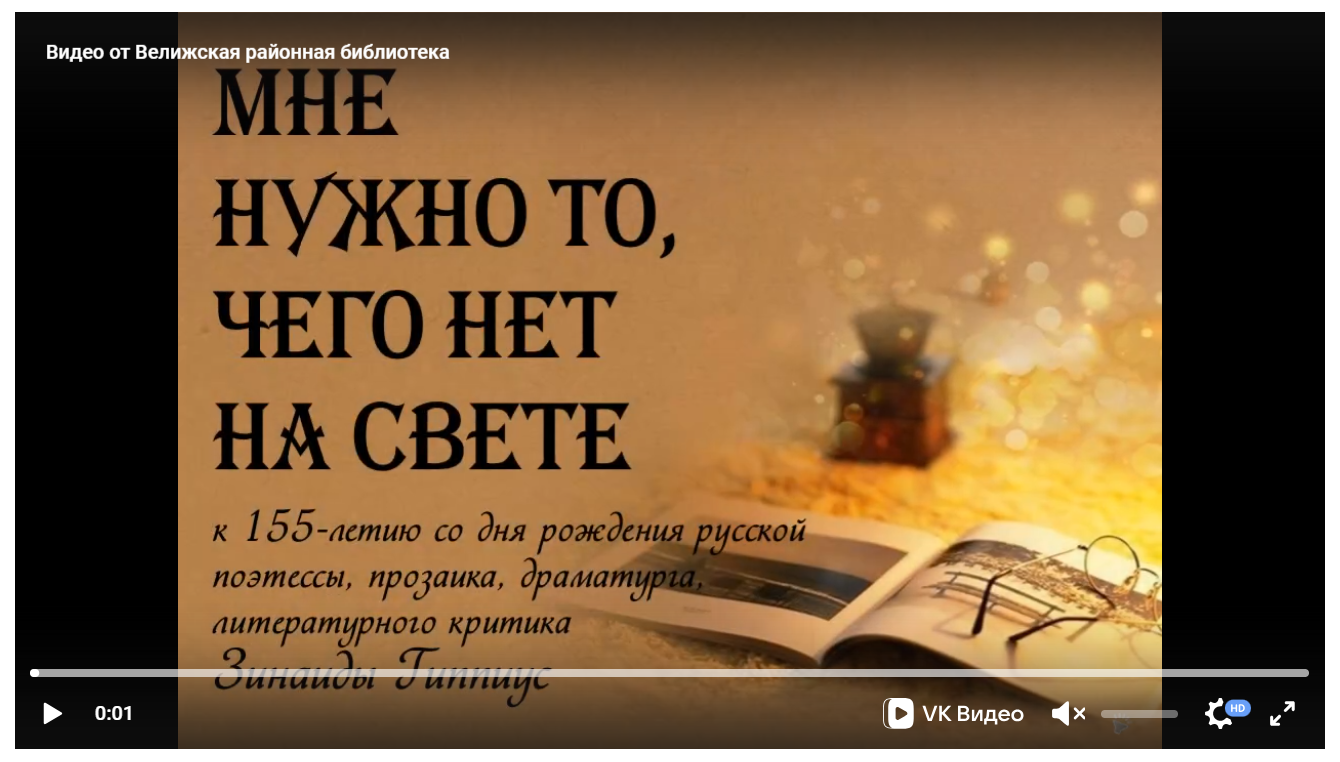 Видео от Велижская районная библиотека
МНЕ
НУЖНО ТО,
ЧЕГО НЕТ
НА СВЕТЕ
к 155-летию со дня рождения русской
поэтессы, прозаика, драматурга,
литературного критика
Зинаиды Гиппиус
0:01
VK Видео
HD